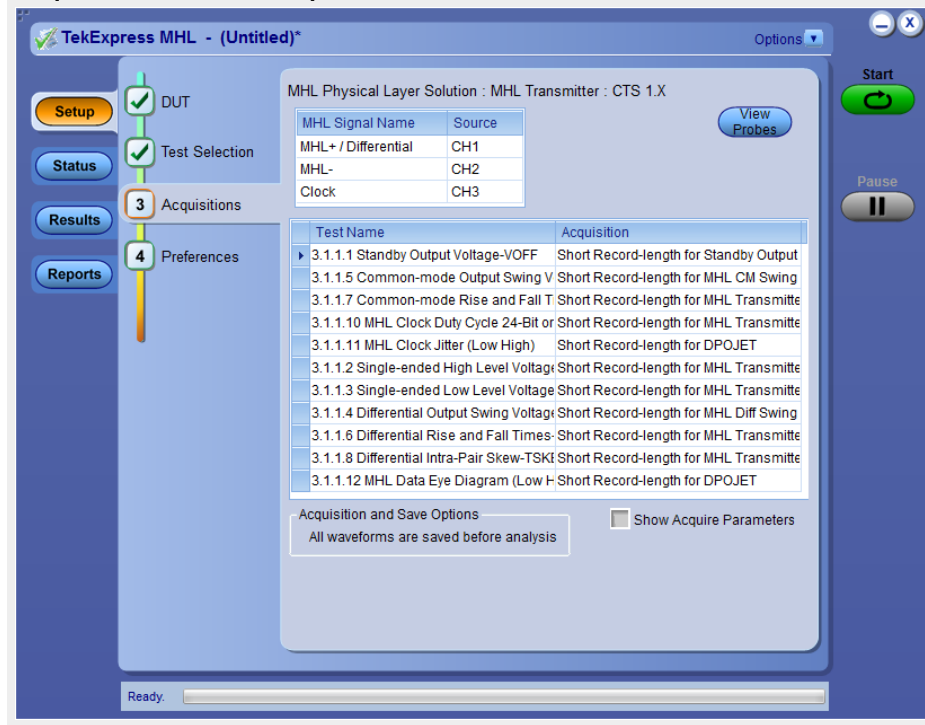 TekExpress MHL - (Untitled)*
Options
Start
Pause
Setup
Status
Results
Reports
DUT
Test Selection
3 Acquisitions
4 Preferences
MHL Physical Layer Solution : MHL Transmitter : CTS 1.X
View Probes
MHL Signal Name Source
MHL+ / Differential CH1
MHL- CH2
Clock CH3
Test Name Acquisition
3.1.1.1 Standby Output Voltage-VOFF Short Record-length for Standby Output
3.1.1.5 Common-mode Output Swing V Short Record-length for MHL CM Swing
3.1.1.7 Common-mode Rise and Fall T Short Record-length for MHL Transmitte
3.1.1.10 MHL Clock Duty Cycle 24-Bit or Short Record-length for MHL Transmitte
3.1.1.11 MHL Clock Jitter (Low High) Short Record-length for DPOJET
3.1.1.2 Single-ended High Level Voltage Short Record-length for MHL Transmitte
3.1.1.3 Single-ended Low Level Voltage Short Record-length for MHL Transmitte
3.1.1.4 Differential Output Swing Voltage Short Record-length for MHL Diff Swing
3.1.1.6 Differential Rise and Fall Times- Short Record-length for MHL Transmitte
3.1.1.8 Differential Intra-Pair Skew-TSKE Short Record-length for MHL Transmitte
3.1.1.12 MHL Data Eye Diagram (Low H Short Record-length for DPOJET
Acquisition and Save Options
All waveforms are saved before analysis
Show Acquire Parameters
Ready.